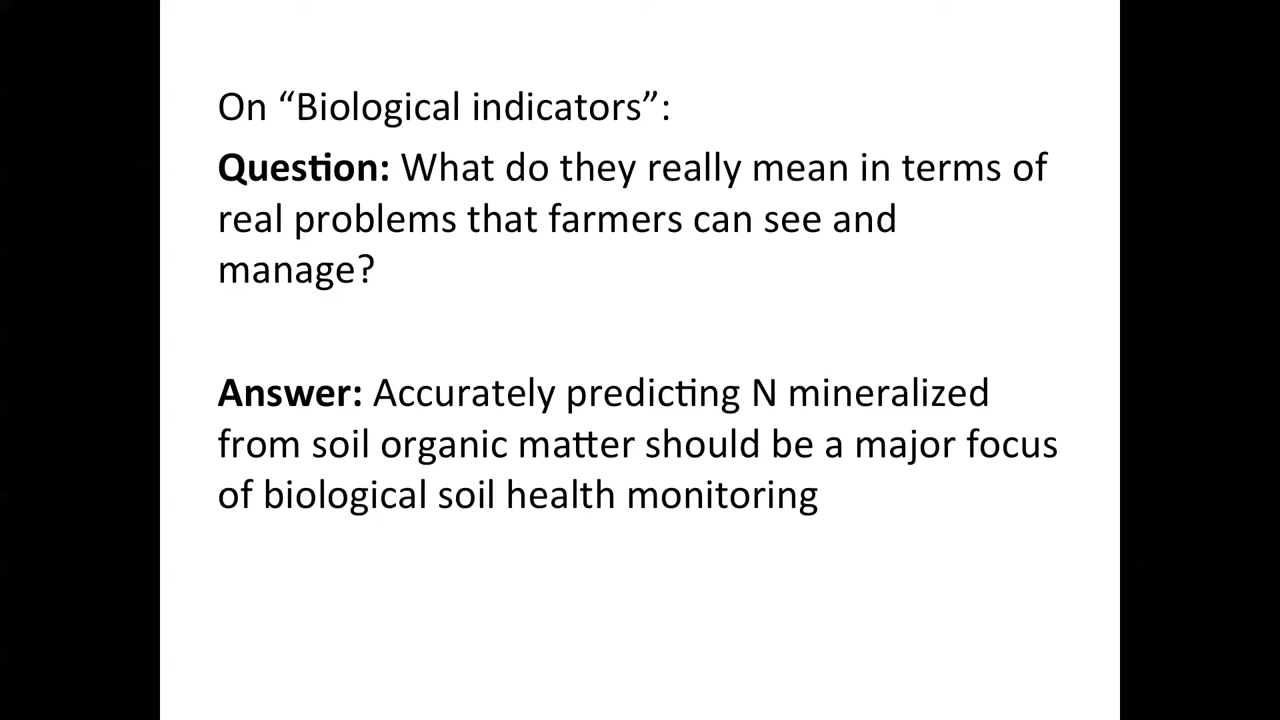 On “Biological indicators”:
Question: What do they really mean in terms of
real problems that farmers can see and
manage?
Answer: Accurately predicting N mineralized
from soil organic matter should be a major focus
of biological soil health monitoring